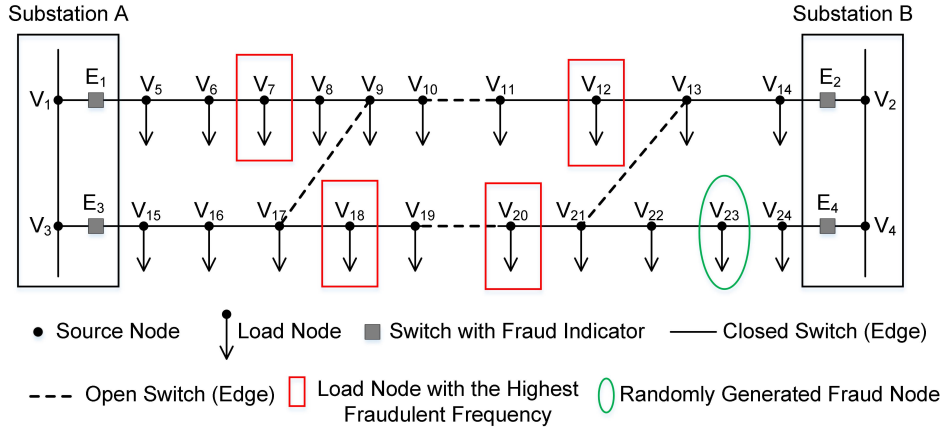 Substation A Substation B
E1 E2
V5 V6 V7 V8 V9 V10 V11 V12 V13 V14
V1 V2
E3 E4
V15 V16 V17 V18 V19 V20 V21 V22 V23 V24
V3 V4
Source Node Load Node Switch with Fraud Indicator Closed Switch (Edge)
Open Switch (Edge) Load Node with the Highest Randomly Generated Fraud Node
Fraudulent Frequency